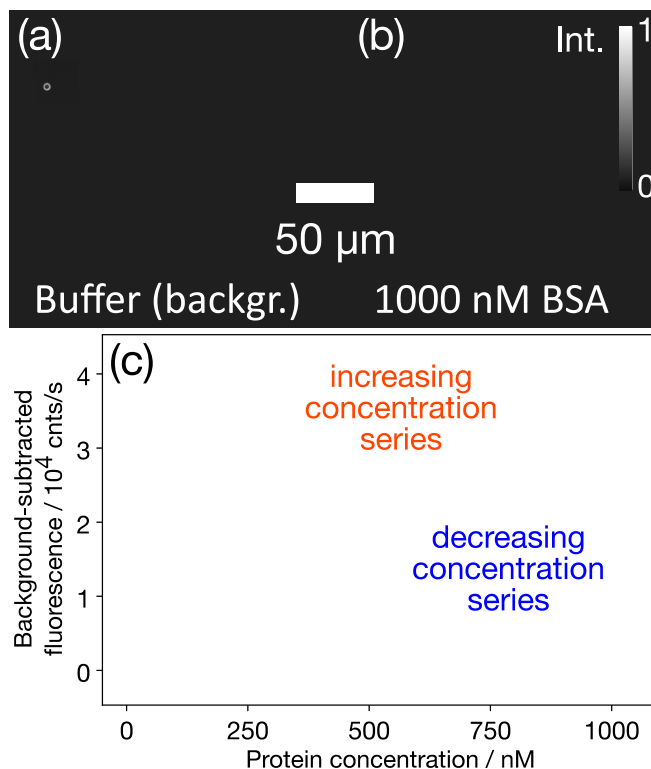 (a)
(b)
Int.
1
0
50 µm
Buffer (backgr.)
1000 nM BSA
(c)
increasing
concentration
series
decreasing
concentration
series
Background-subtracted
fluorescence / 10⁴ cnts/s
4
3
2
1
0
0 250 500 750 1000
Protein concentration / nM